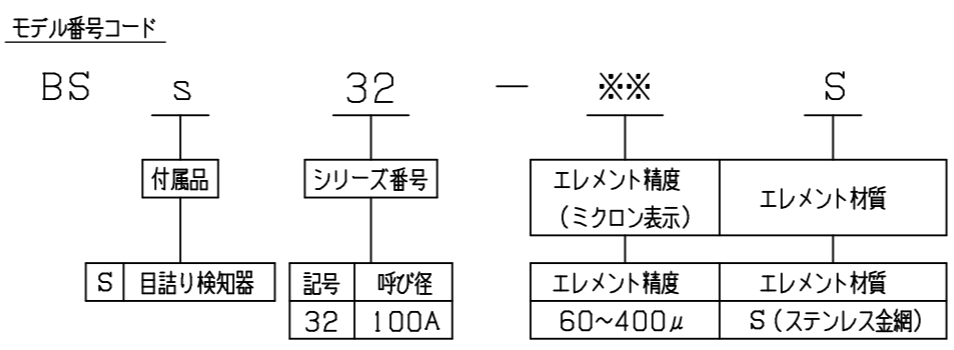 モデル番号コード
BS s 32 － ※※ S
付属品 シリーズ番号 エレメント精度 エレメント材質
（ミクロン表示）
S 目詰り検知器 記号 呼び径 エレメント精度 エレメント材質
32 100A 60~400μ S（ステンレス金網）